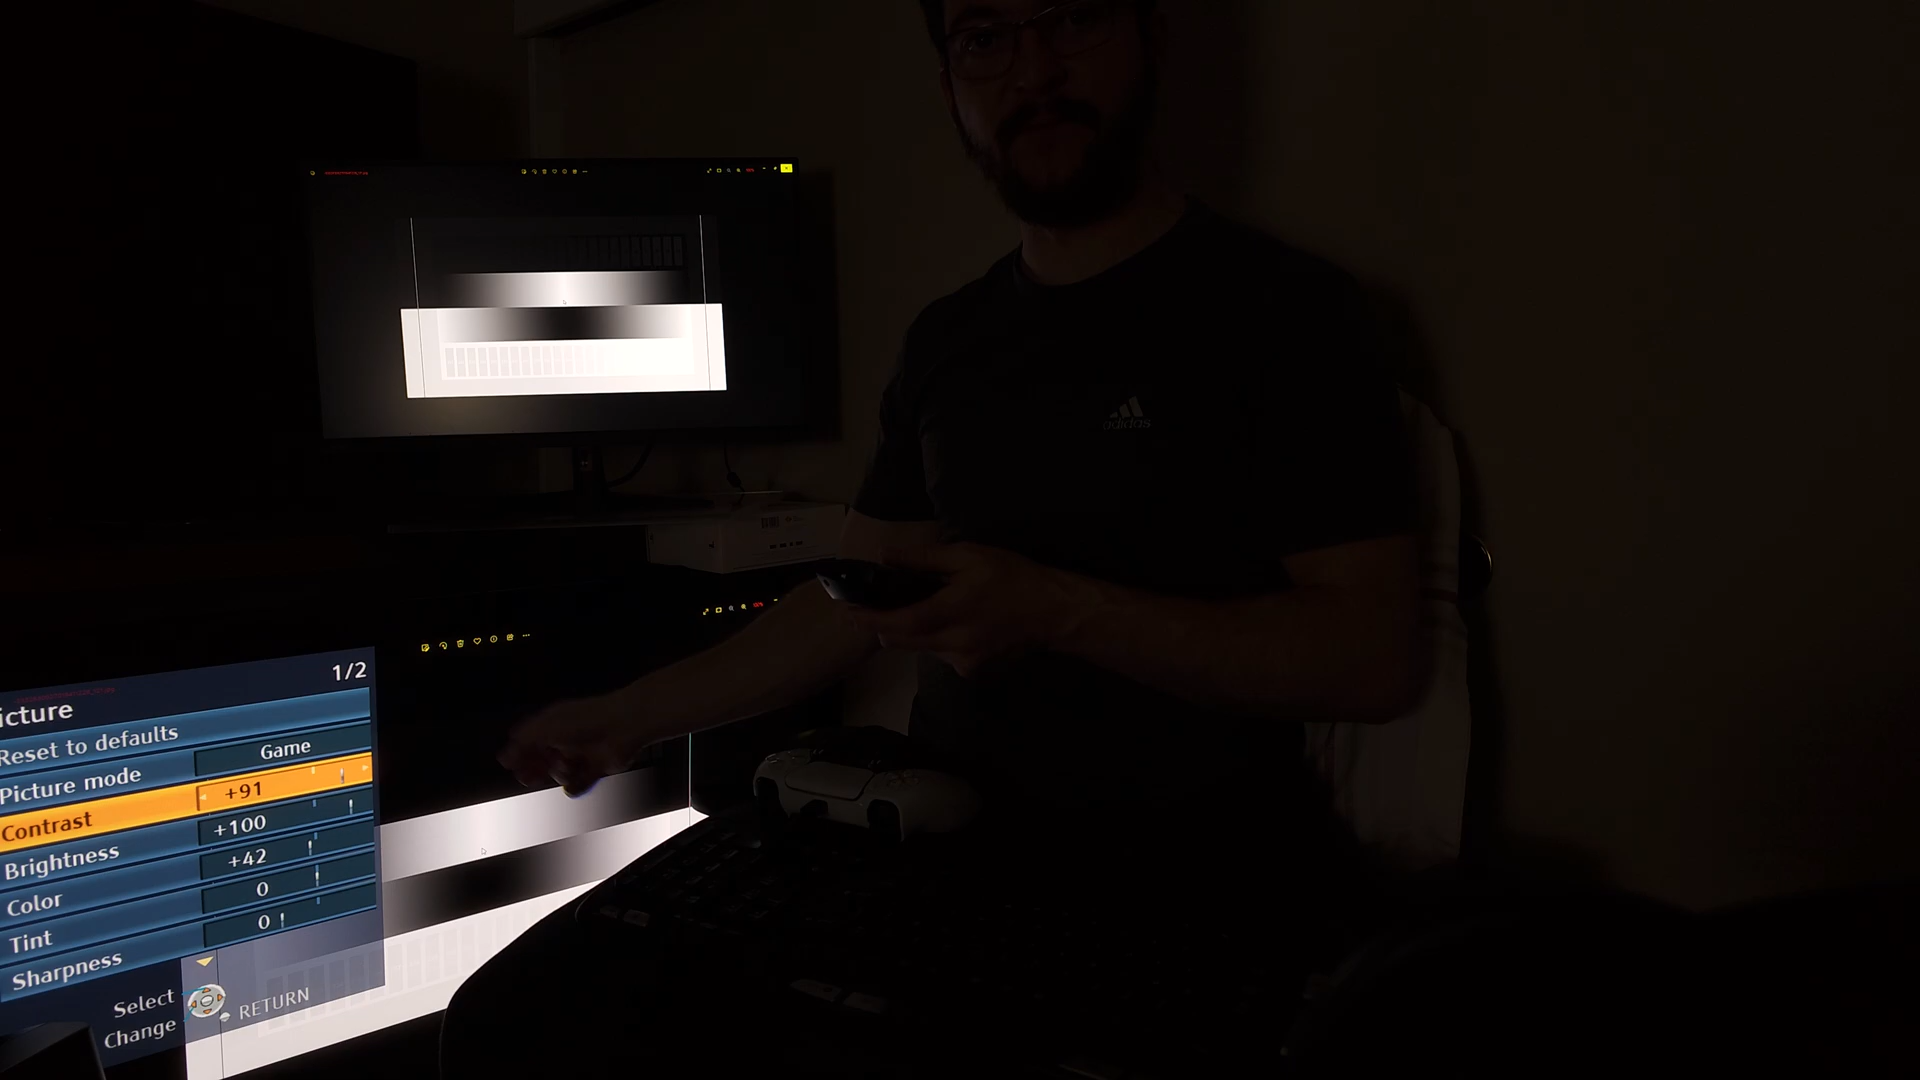 adidas
1/2
icture
Reset to defaults
Picture mode Game
Contrast +91
Brightness +100
Color +42
Tint 0
Sharpness 0
Select
Change
RETURN